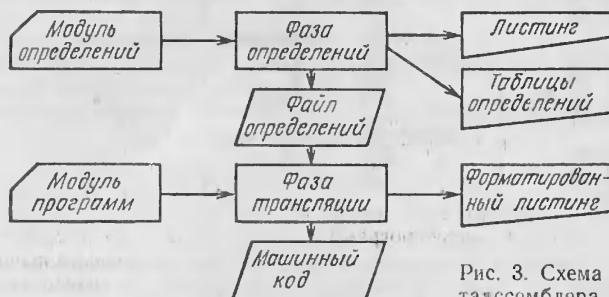 Модуль определений
Фаза определений
Листинг
Таблицы определений
Файл определений
Модуль программ
Фаза трансляции
Форматирован-
ный листинг
Машинный код
Рис. 3. Схема